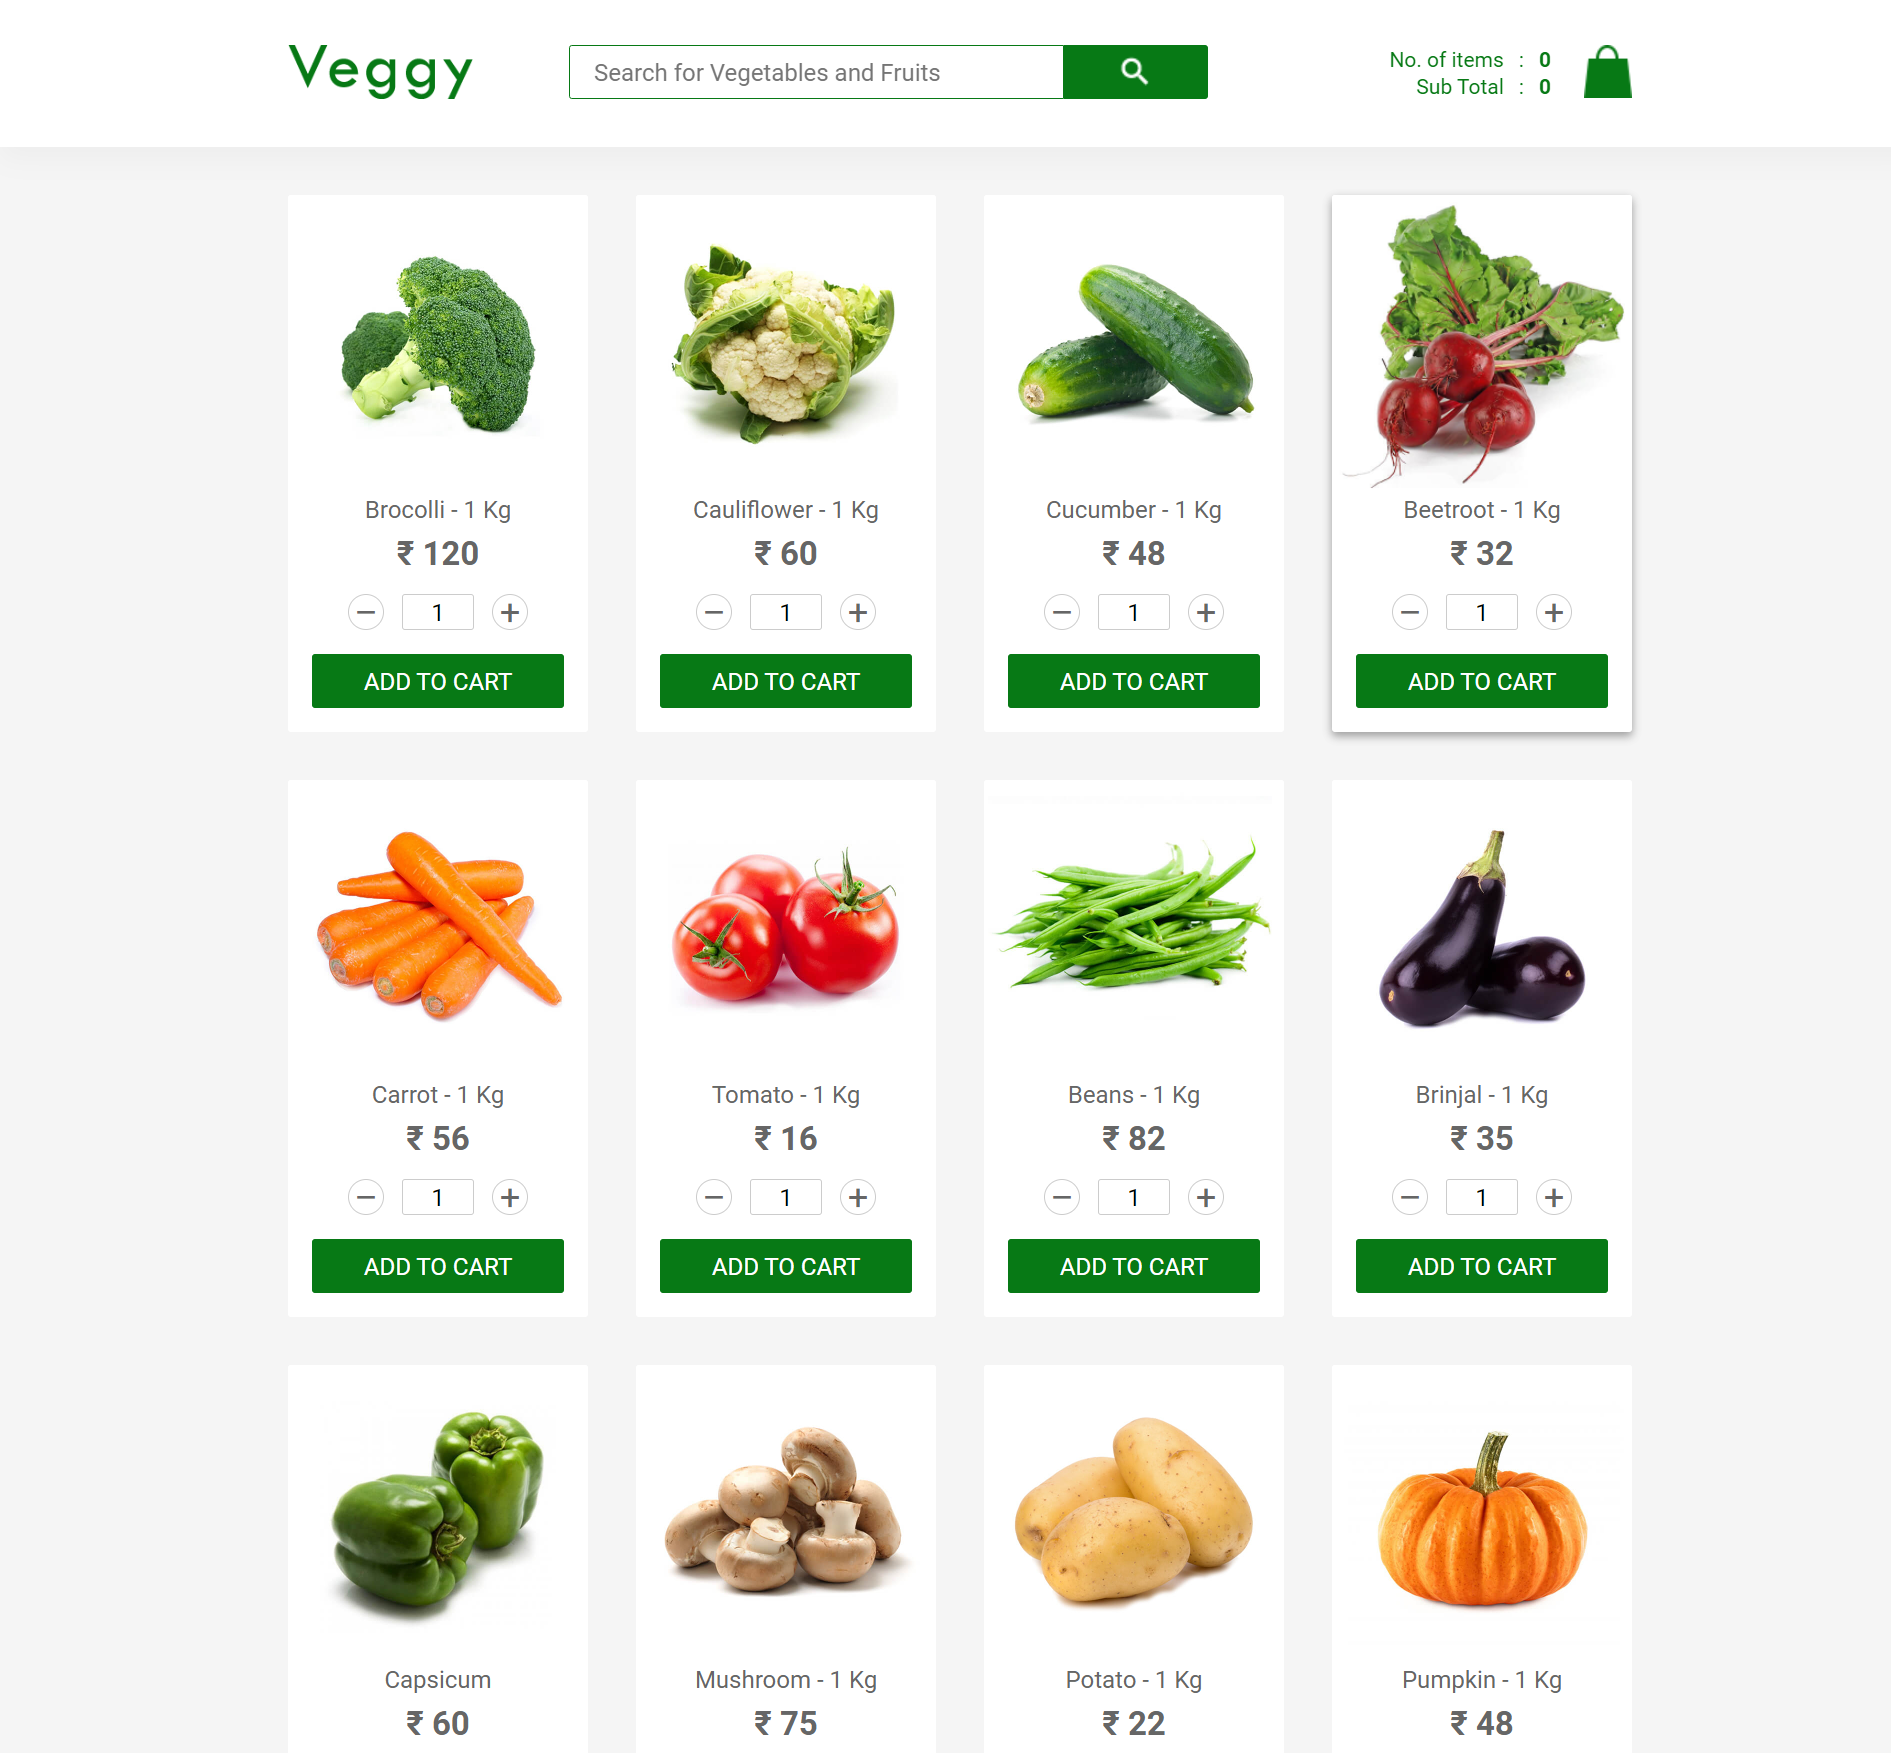 Veggy
Search for Vegetables and Fruits
No. of items : 0
Sub Total : 0
Brocolli - 1 Kg
₹ 120
− 1 +
ADD TO CART
Cauliflower - 1 Kg
₹ 60
− 1 +
ADD TO CART
Cucumber - 1 Kg
₹ 48
− 1 +
ADD TO CART
Beetroot - 1 Kg
₹ 32
− 1 +
ADD TO CART
Carrot - 1 Kg
₹ 56
− 1 +
ADD TO CART
Tomato - 1 Kg
₹ 16
− 1 +
ADD TO CART
Beans - 1 Kg
₹ 82
− 1 +
ADD TO CART
Brinjal - 1 Kg
₹ 35
− 1 +
ADD TO CART
Capsicum
₹ 60
Mushroom - 1 Kg
₹ 75
Potato - 1 Kg
₹ 22
Pumpkin - 1 Kg
₹ 48